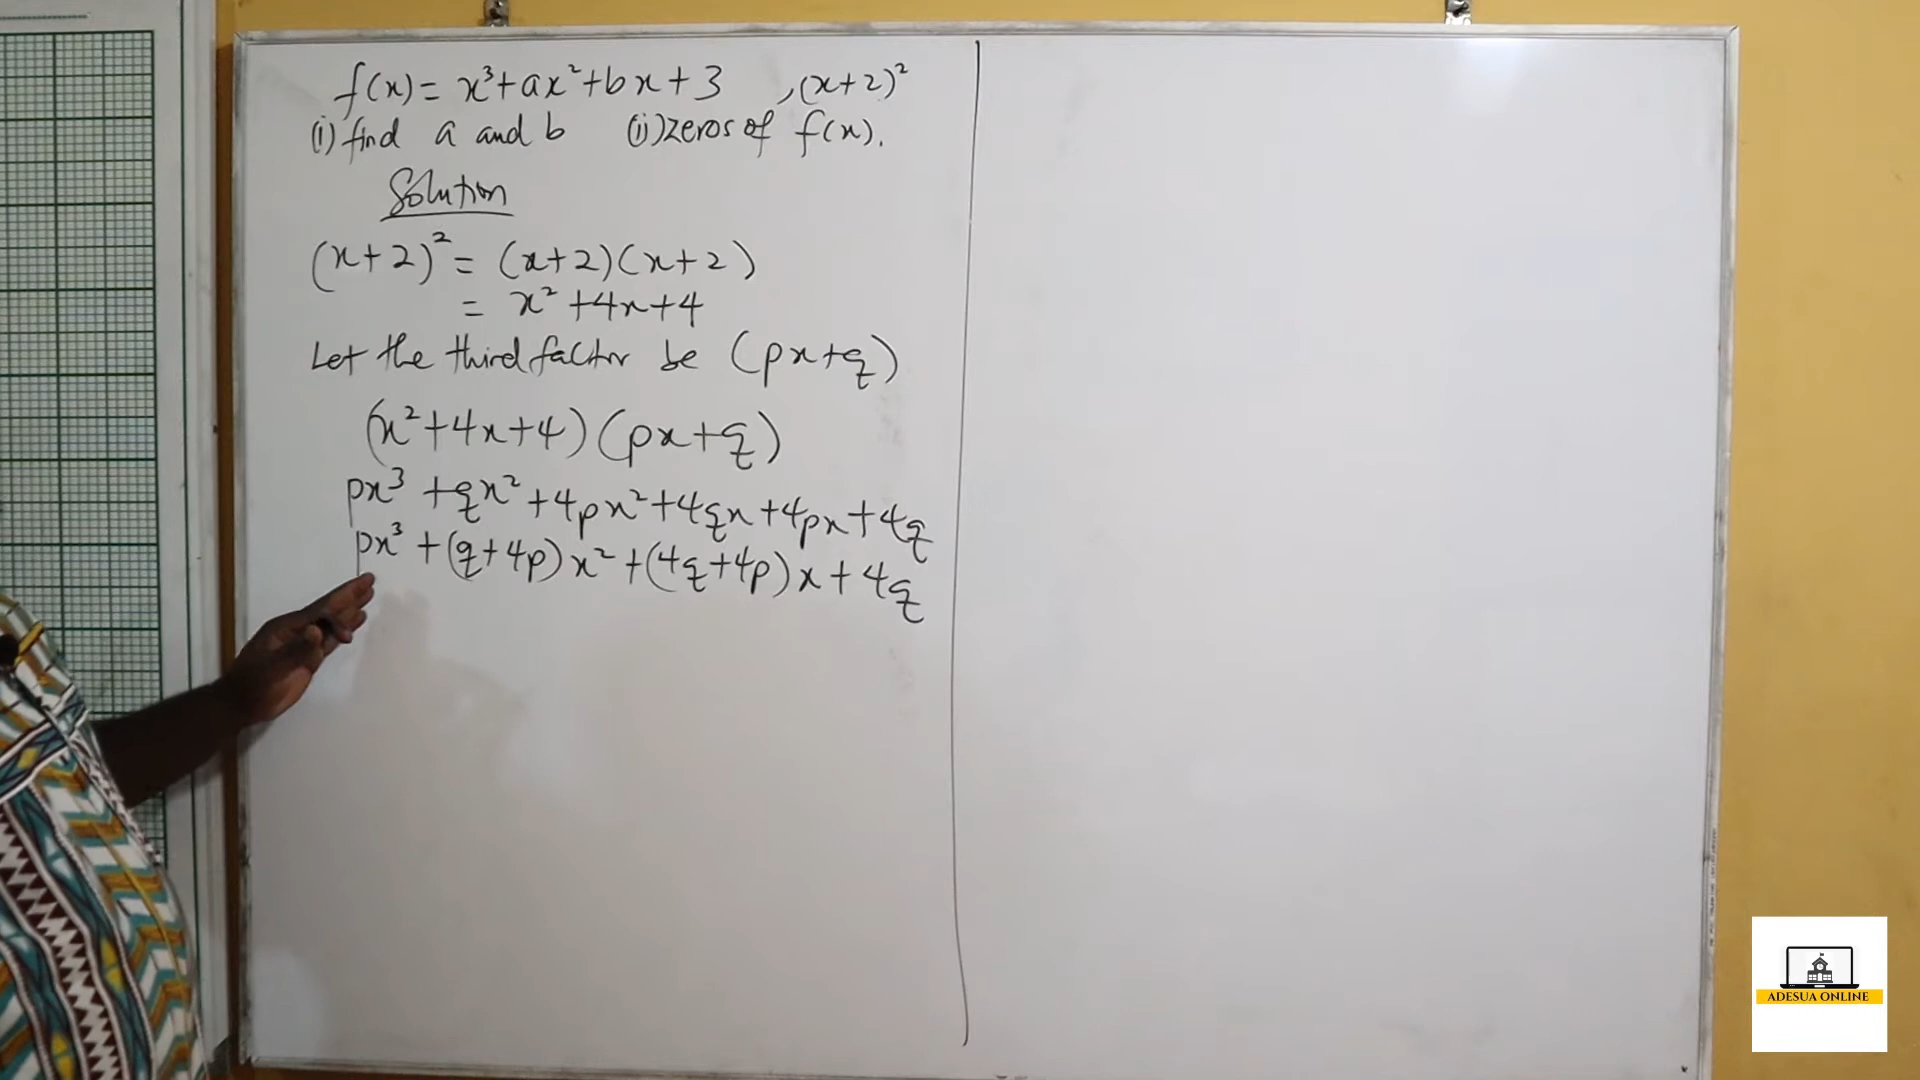 f(x) = x³+ax²+bx+3 , (x+2)²
(i) find a and b (ii) zeros of f(x).
Solution
(x+2)² = (x+2)(x+2)
= x²+4x+4
Let the third factor be (px+q)
(x²+4x+4)(px+q)
px³ +qx² +4px²+4qx+4px+4q
px³ +(q+4p)x² +(4q+4p)x+4q
ADESUA ONLINE